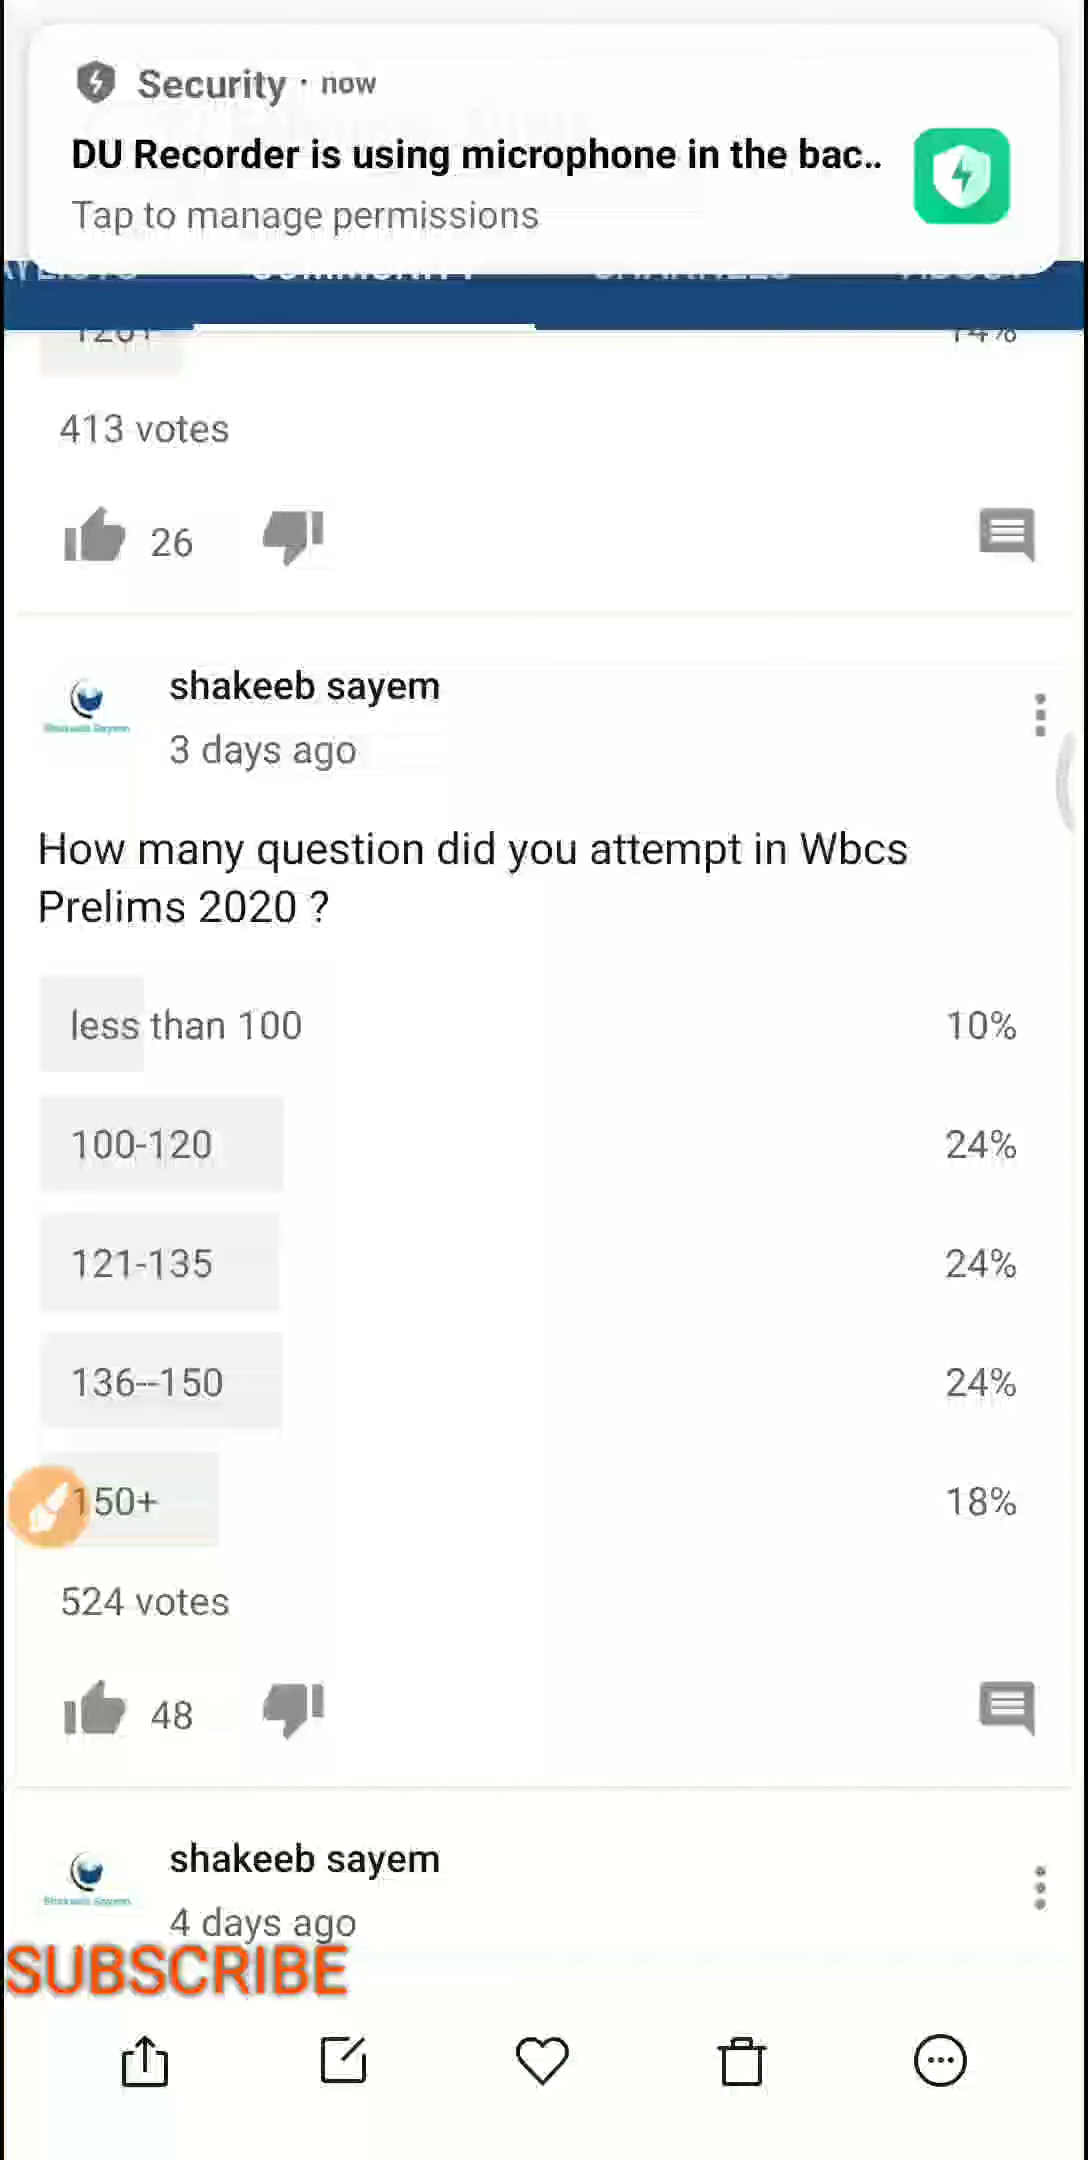 Security · now
DU Recorder is using microphone in the bac..
Tap to manage permissions
413 votes
26
shakeeb sayem
3 days ago
How many question did you attempt in Wbcs
Prelims 2020 ?
less than 100 10%
100-120 24%
121-135 24%
136--150 24%
150+ 18%
524 votes
48
shakeeb sayem
4 days ago
SUBSCRIBE